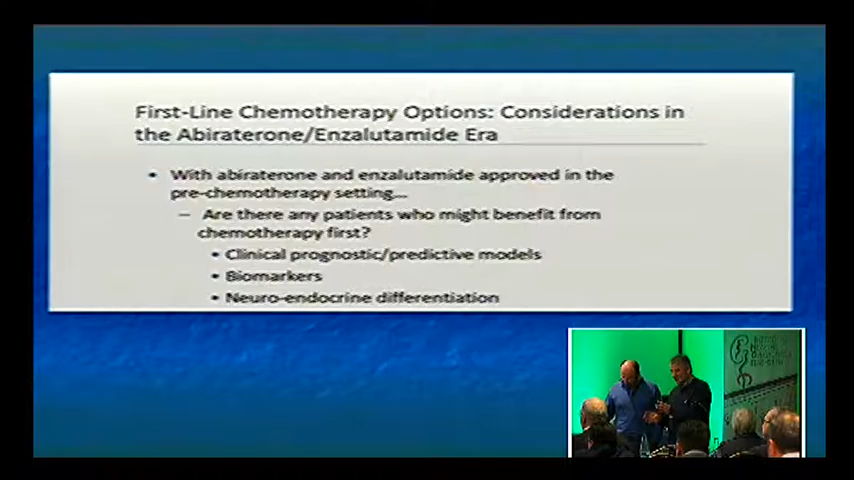 First-Line Chemotherapy Options: Considerations in
the Abiraterone/Enzalutamide Era
• With abiraterone and enzalutamide approved in the
pre-chemotherapy setting...
– Are there any patients who might benefit from
chemotherapy first?
• Clinical prognostic/predictive models
• Biomarkers
• Neuro-endocrine differentiation